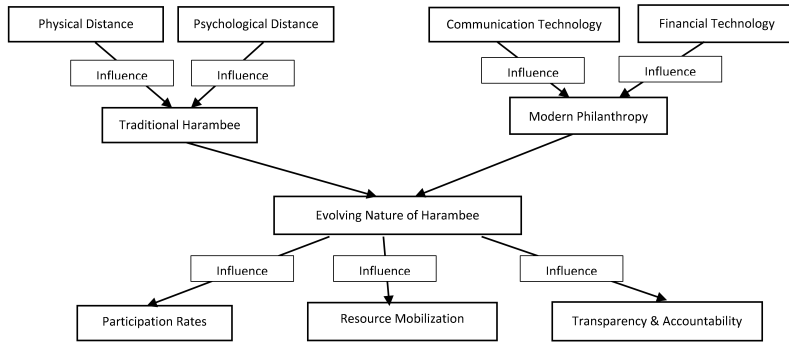 Physical Distance
Psychological Distance
Communication Technology
Financial Technology
Influence
Influence
Influence
Influence
Traditional Harambee
Modern Philanthropy
Evolving Nature of Harambee
Influence
Influence
Influence
Participation Rates
Resource Mobilization
Transparency & Accountability